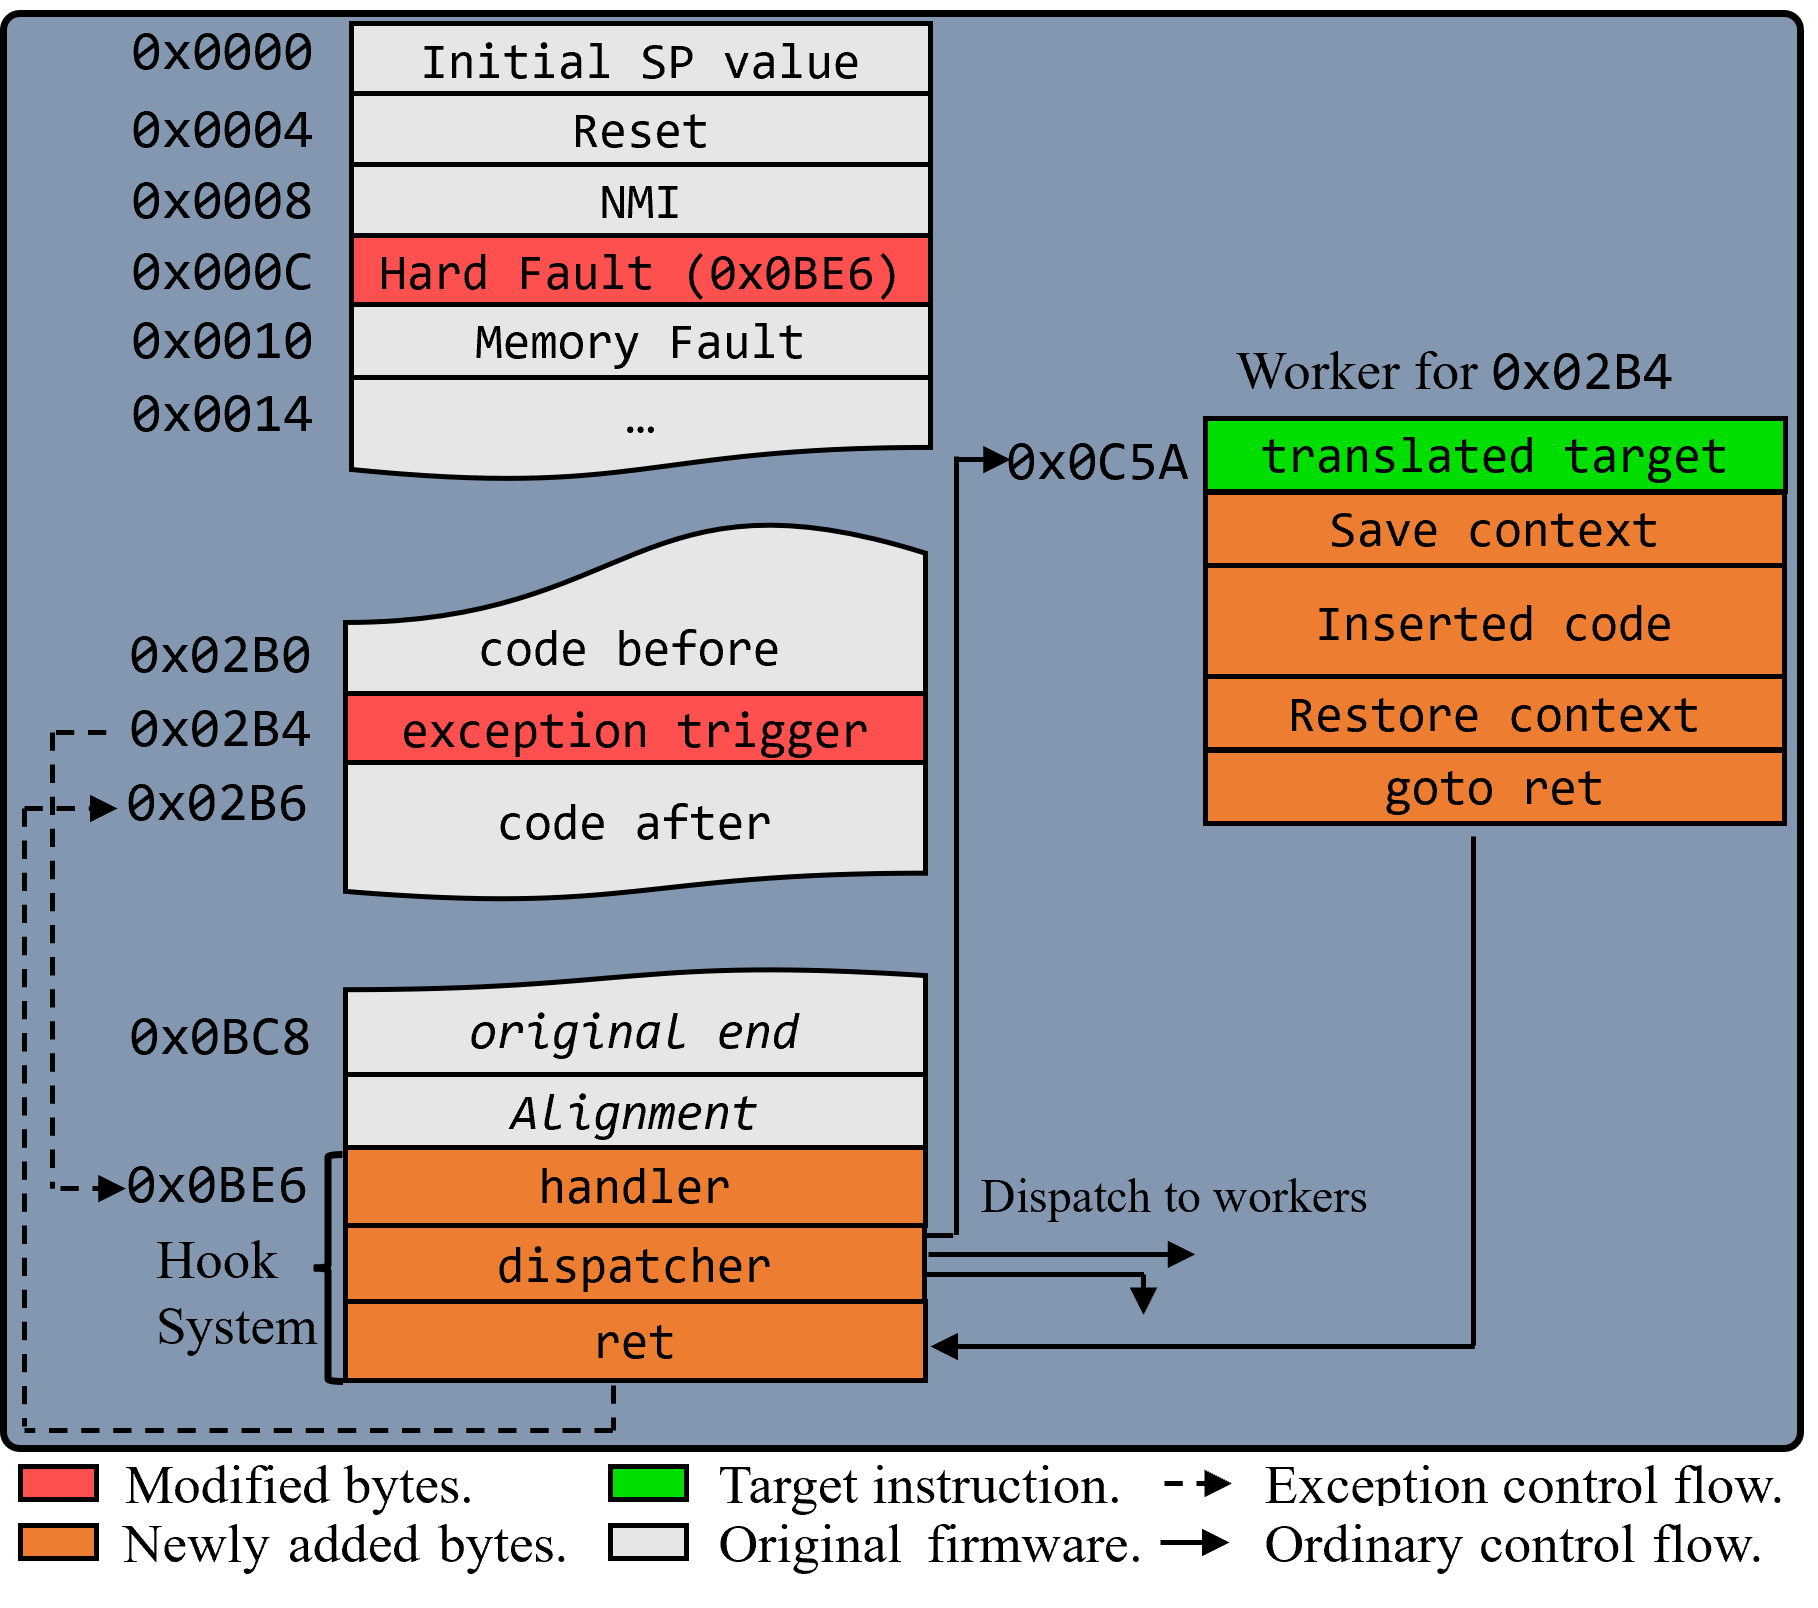 0x0000 Initial SP value
0x0004 Reset
0x0008 NMI
0x000C Hard Fault (0x0BE6)
0x0010 Memory Fault
0x0014 …
0x02B0 code before
0x02B4 exception trigger
0x02B6 code after
0x0BC8 original end
Alignment
0x0BE6 handler
dispatcher
ret
Hook
System
Worker for 0x02B4
0x0C5A translated target
Save context
Inserted code
Restore context
goto ret
Dispatch to workers
Modified bytes.
Target instruction.
Exception control flow.
Newly added bytes.
Original firmware.
Ordinary control flow.